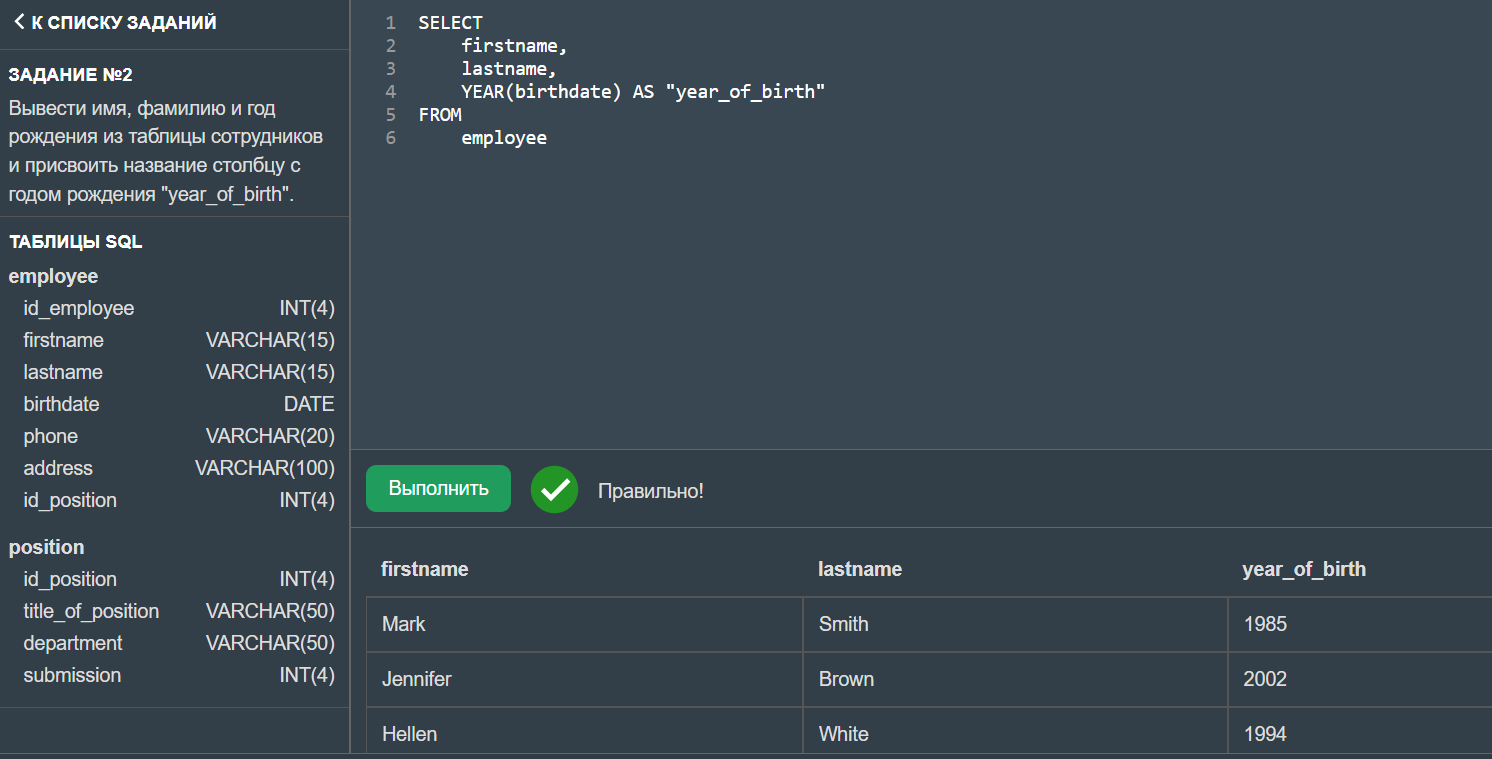 К СПИСКУ ЗАДАНИЙ
ЗАДАНИЕ №2
Вывести имя, фамилию и год
рождения из таблицы сотрудников
и присвоить название столбцу с
годом рождения "year_of_birth".
ТАБЛИЦЫ SQL
employee
id_employee INT(4)
firstname VARCHAR(15)
lastname VARCHAR(15)
birthdate DATE
phone VARCHAR(20)
address VARCHAR(100)
id_position INT(4)
position
id_position INT(4)
title_of_position VARCHAR(50)
department VARCHAR(50)
submission INT(4)
1 SELECT
2 firstname,
3 lastname,
4 YEAR(birthdate) AS "year_of_birth"
5 FROM
6 employee
Выполнить Правильно!
firstname lastname year_of_birth
Mark Smith 1985
Jennifer Brown 2002
Hellen White 1994